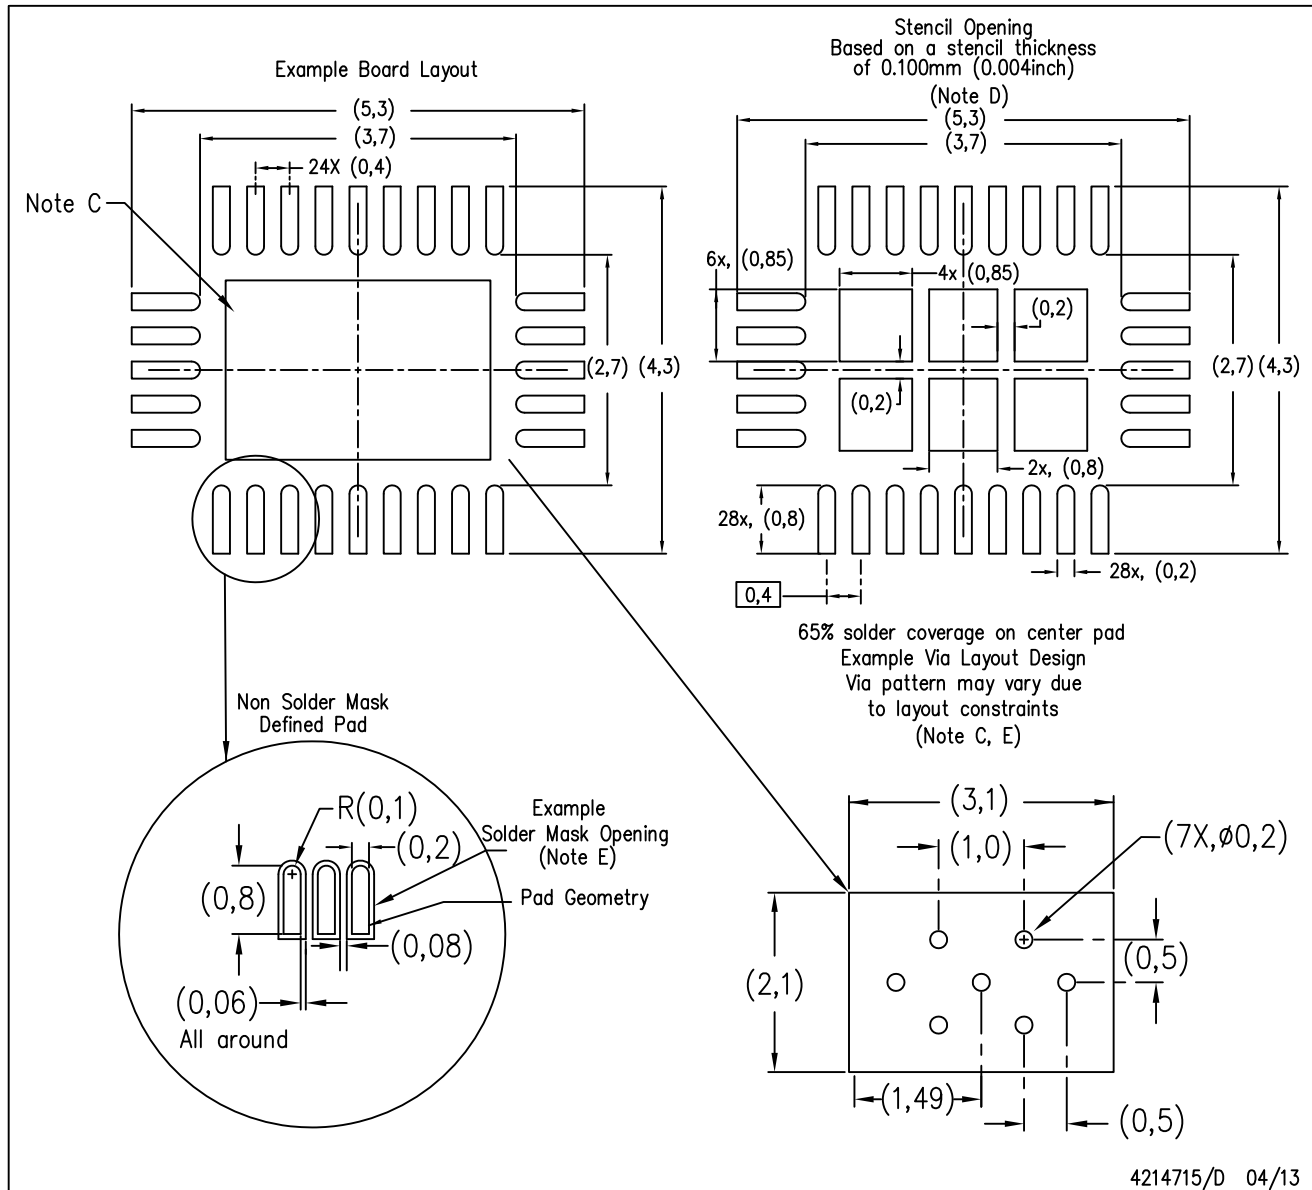 Example Board Layout
(5,3)
(3,7)
24X (0,4)
Note C
(2,7)
(4,3)
Stencil Opening
Based on a stencil thickness
of 0.100mm (0.004inch)
(Note D)
(5,3)
(3,7)
6x, (0,85)
4x (0,85)
(0,2)
(2,7)
(4,3)
(0,2)
2x, (0,8)
28x, (0,8)
28x, (0,2)
0,4
65% solder coverage on center pad
Example Via Layout Design
Via pattern may vary due
to layout constraints
(Note C, E)
Non Solder Mask
Defined Pad
R(0,1)
Example
Solder Mask Opening
(Note E)
(0,2)
(0,8)
Pad Geometry
(0,08)
(0,06)
All around
(3,1)
(1,0)
(7X,ø0,2)
(0,5)
(2,1)
(1,49)
(0,5)
4214715/D 04/13